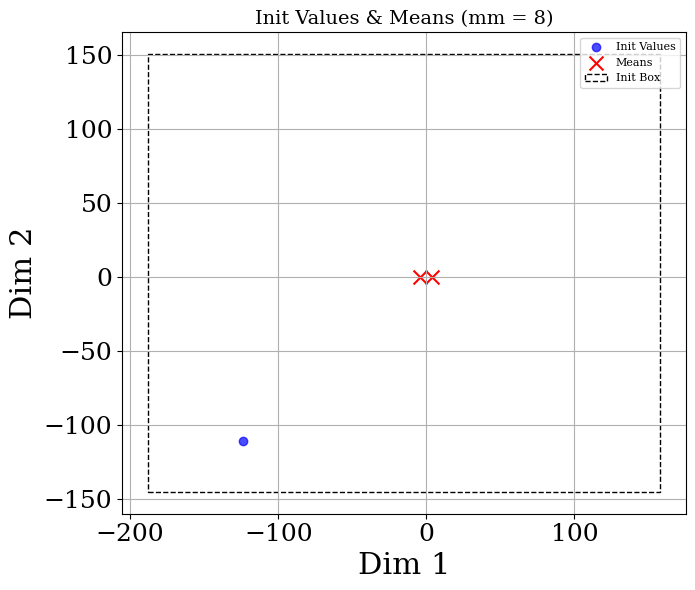 Init Values & Means (mm = 8)
Init Values
Means
Init Box
150
100
50
0
−50
−100
−150
Dim 2
−200
−100
0
100
Dim 1